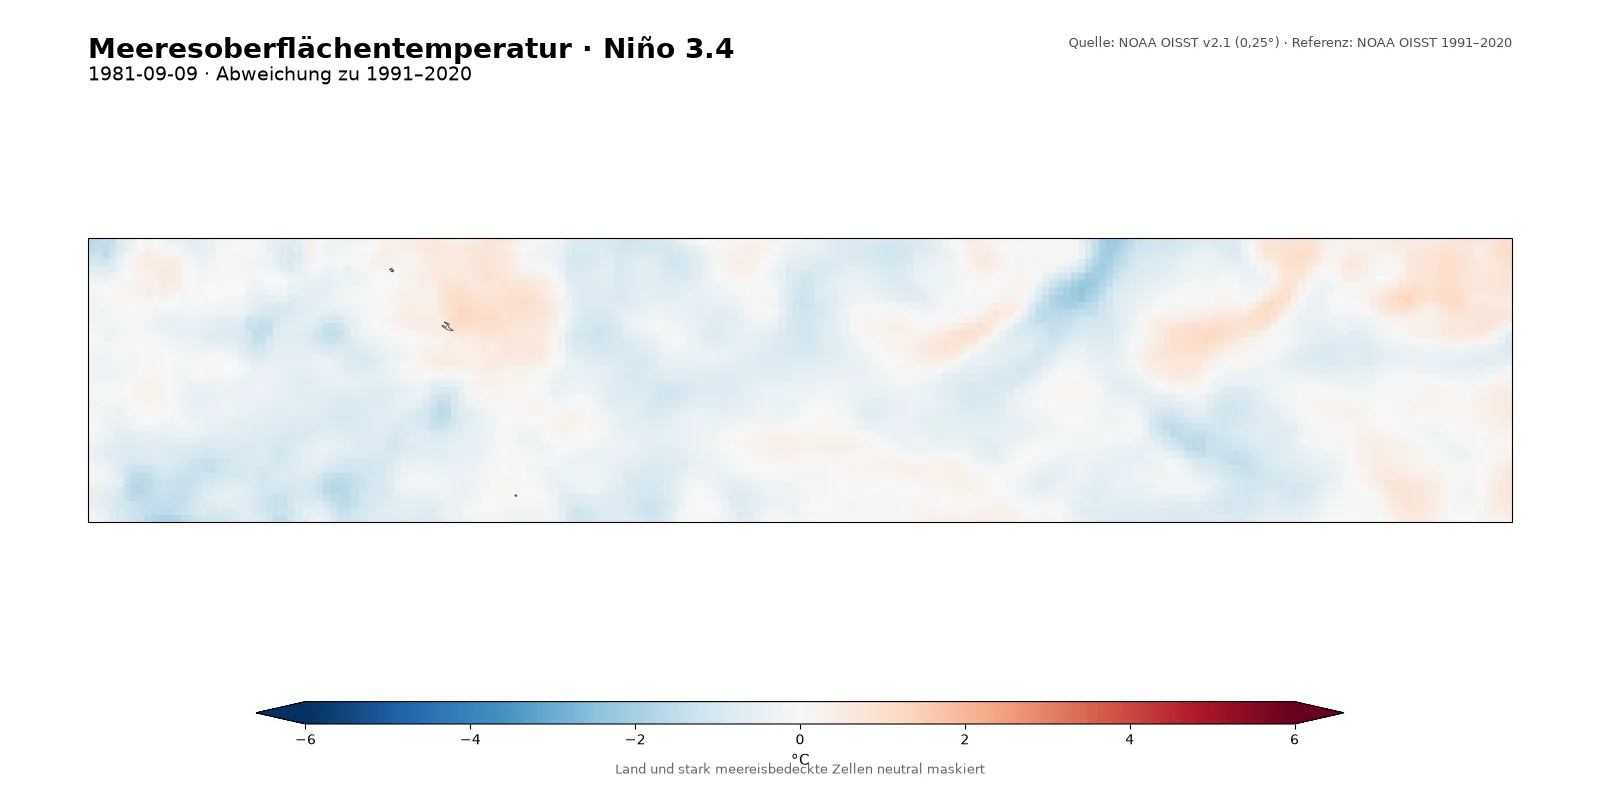 Meeresoberflächentemperatur · Niño 3.4
1981-09-09 · Abweichung zu 1991–2020
Quelle: NOAA OISST v2.1 (0,25°) · Referenz: NOAA OISST 1991–2020
−6 −4 −2 0 2 4 6
°C
Land und stark meereisbedeckte Zellen neutral maskiert